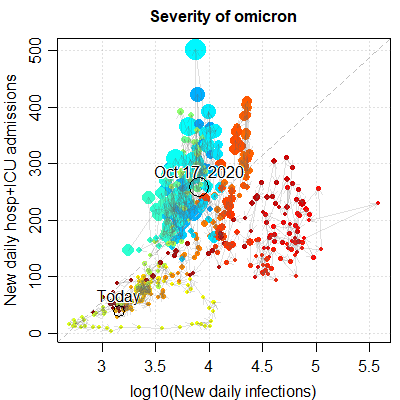 Severity of omicron
New daily hosp+ICU admissions
500
400
300
200
100
0
Oct 17, 2020
Today
3
3.5
4
4.5
5
5.5
log10(New daily infections)